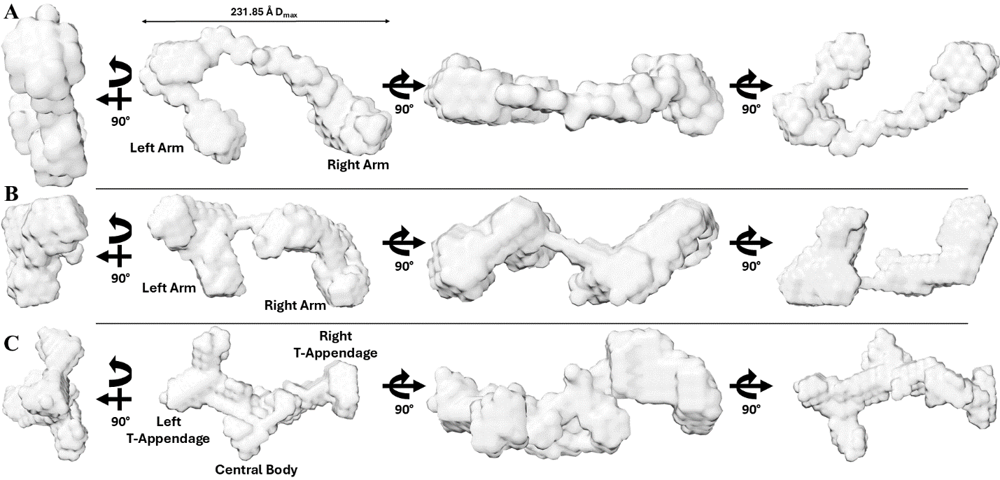 A
231.85 Å Dmax
90°
90°
90°
Left Arm
Right Arm
B
90°
90°
90°
Left Arm
Right Arm
C
Right
T-Appendage
90°
90°
90°
Left
T-Appendage
Central Body